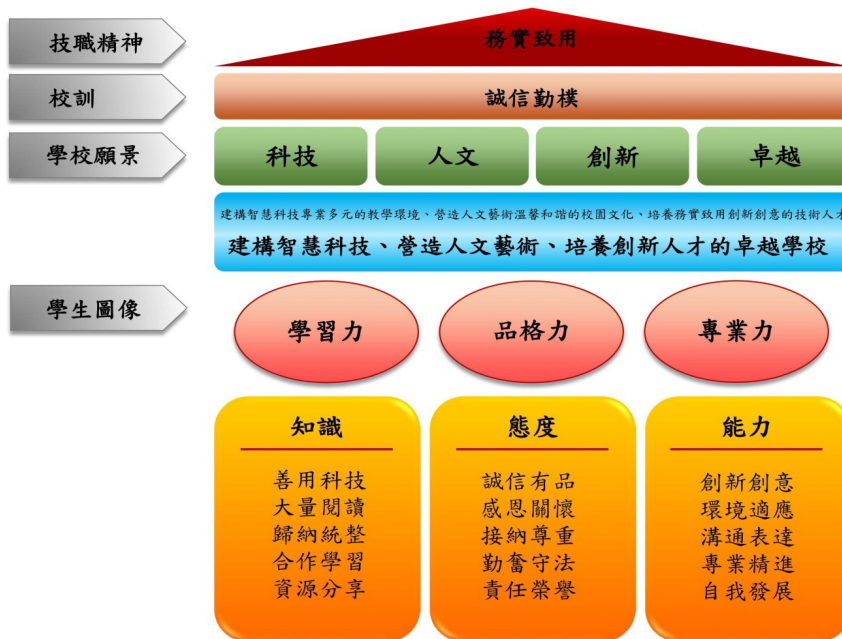 技職精神
務實致用
校訓
誠信勤樸
學校願景
科技
人文
創新
卓越
建構智慧科技專業多元的教學環境、營造人文藝術溫馨和諧的校園文化、培養務實致用創新創意的技術人才
建構智慧科技、營造人文藝術、培養創新人才的卓越學校
學生圖像
學習力
品格力
專業力
知識
善用科技
大量閱讀
歸納統整
合作學習
資源分享
態度
誠信有品
感恩關懷
接納尊重
勤奮守法
責任榮譽
能力
創新創意
環境適應
溝通表達
專業精進
自我發展